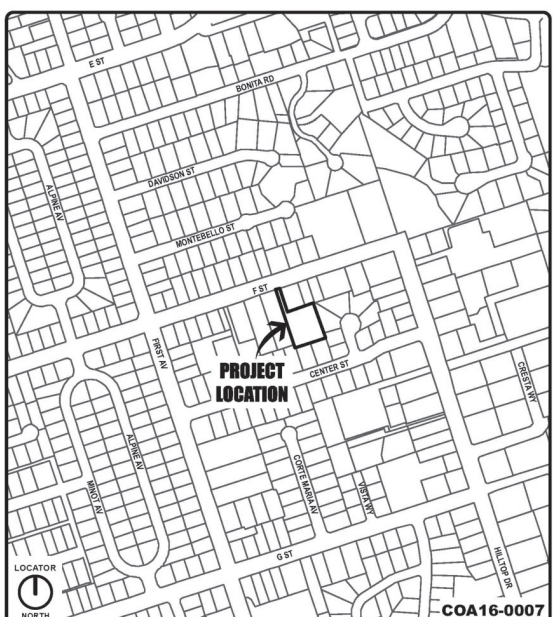 E ST
BONITA RD
ALPINE AV
DAVIDSON ST
MONTEBELLO ST
F ST
FIRST AV
PROJECT
LOCATION
CENTER ST
CRESTA WY
ALPINE AV
MINOT AV
CORTE MARIA AV
VISTA WY
G ST
HILLTOP DR
LOCATOR
NORTH
COA16-0007